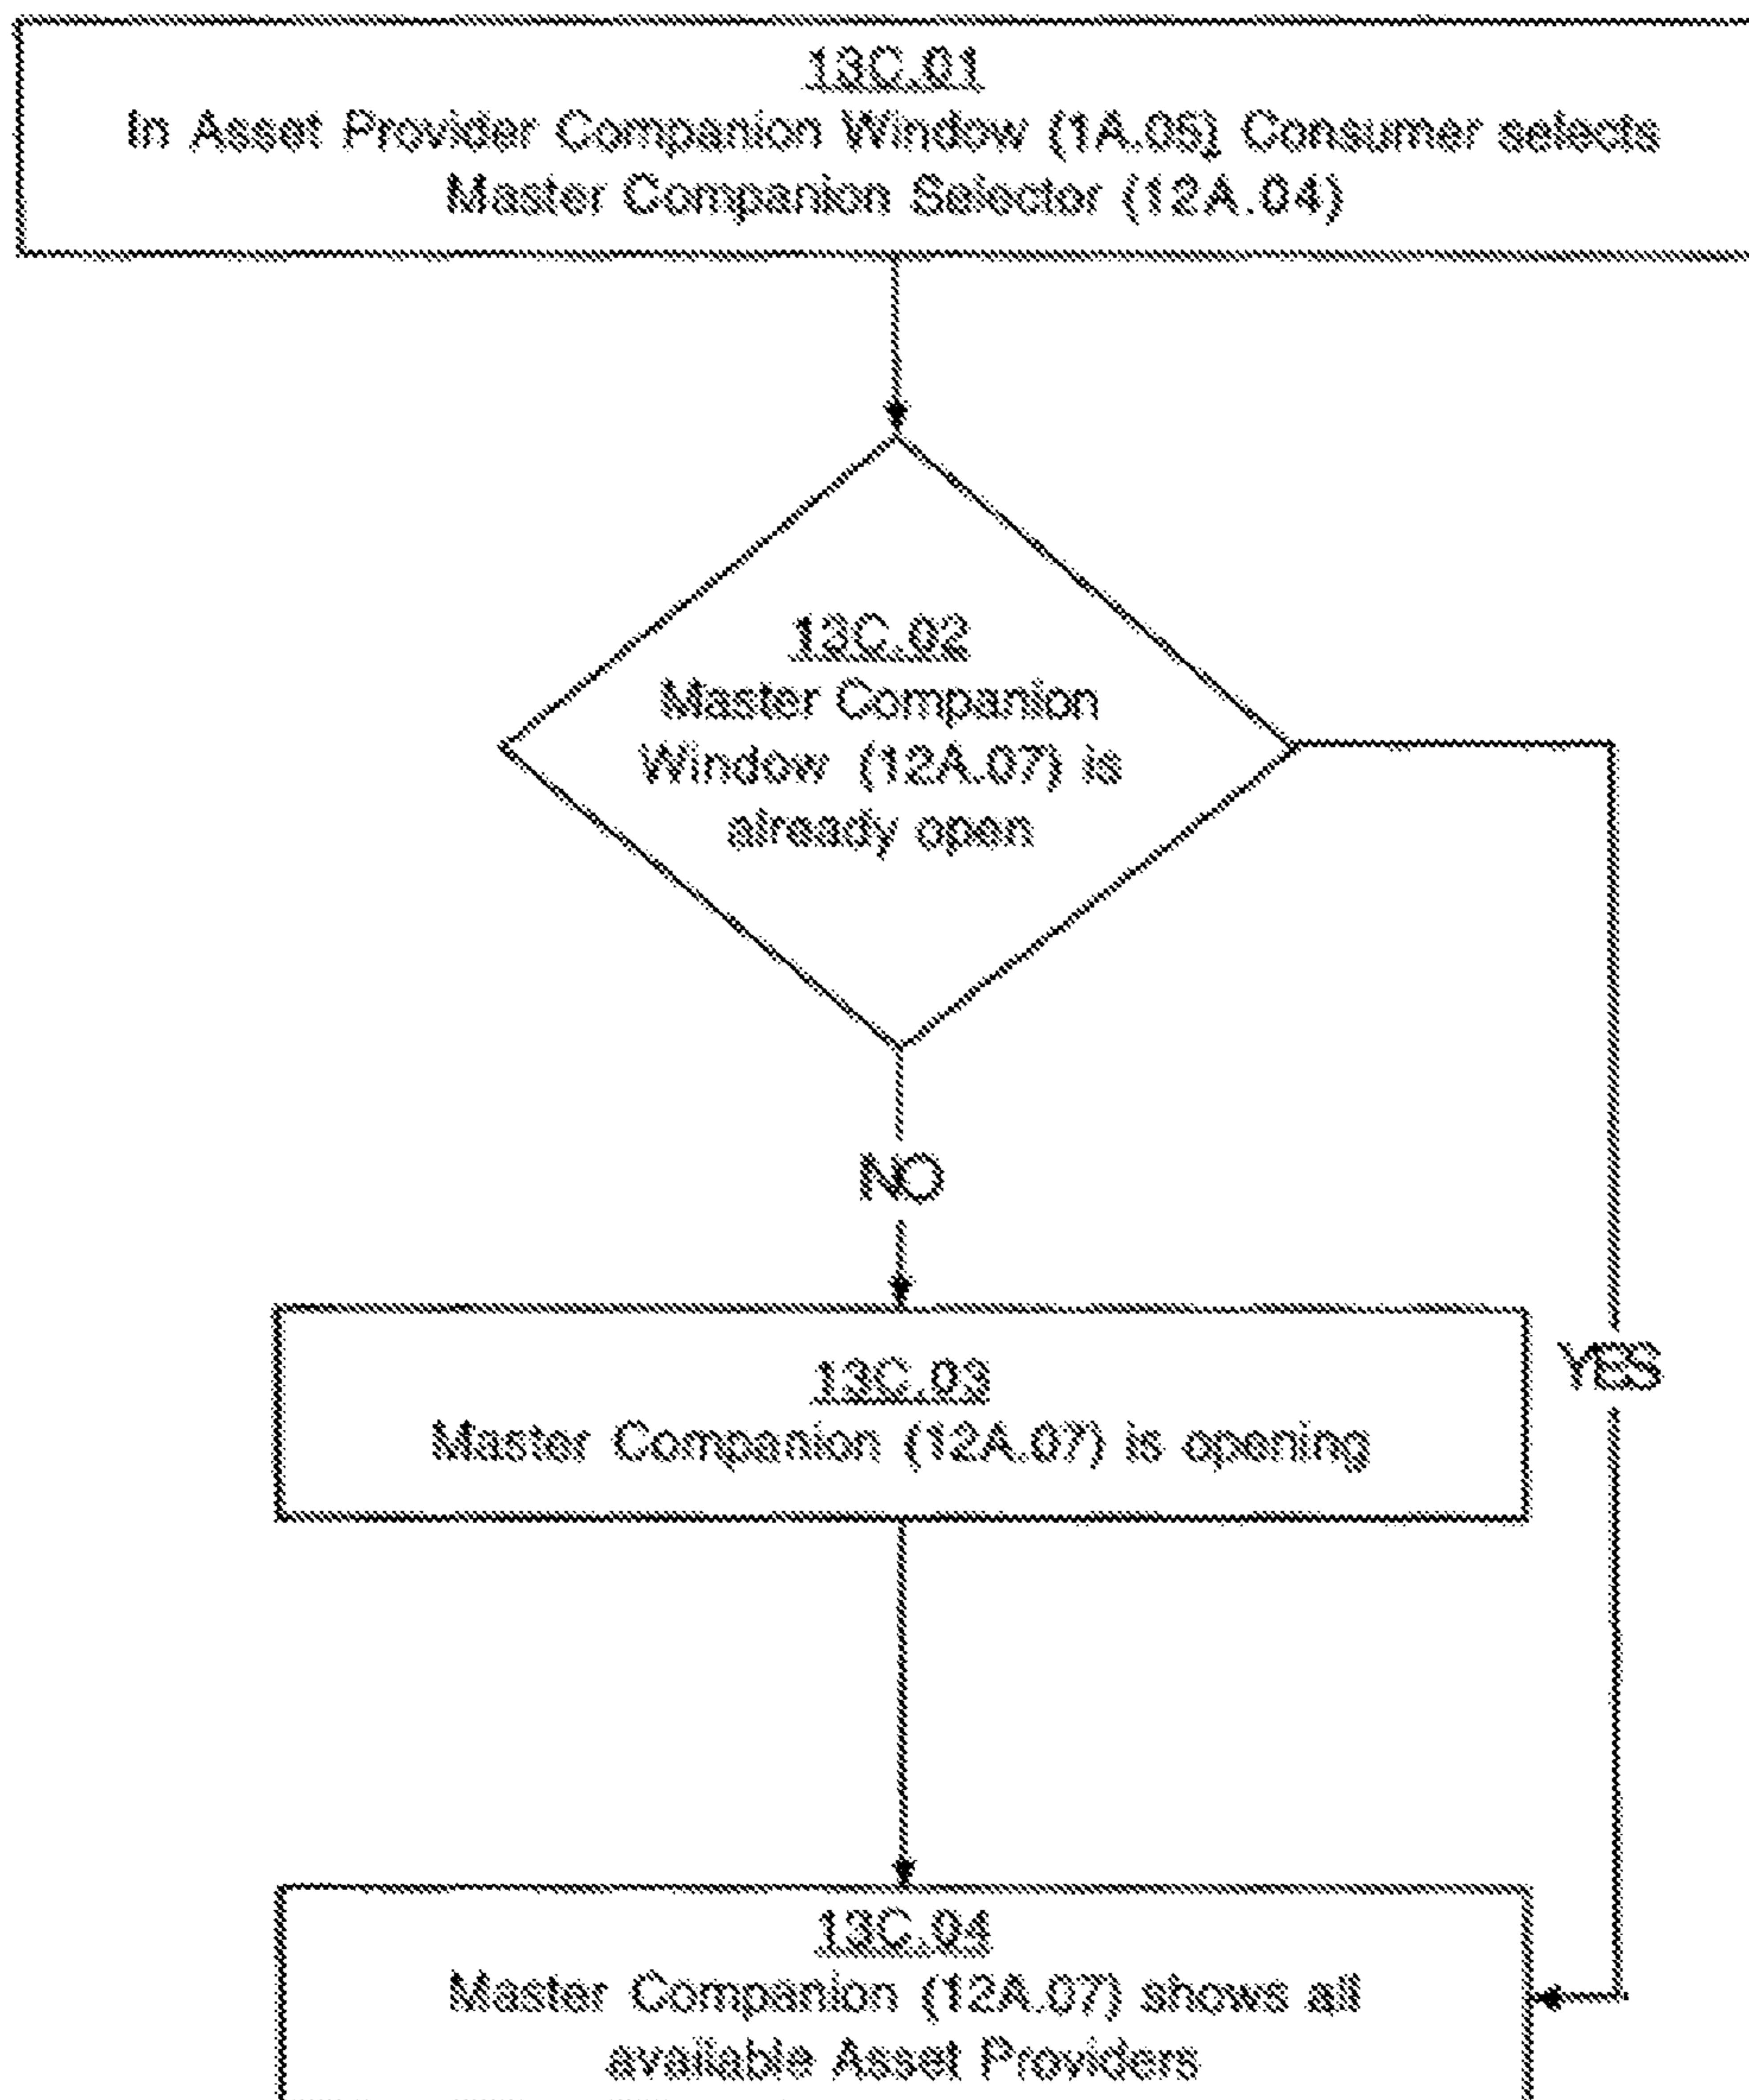 13C.01
In Asset Provider Companion Window (1A.05) Consumer selects
Master Companion Selector (12A.04)
13C.02
Master Companion
Window (12A.07) is
already open
NO
13C.03
Master Companion (12A.07) is opening
YES
13C.04
Master Companion (12A.07) shows all
available Asset Providers